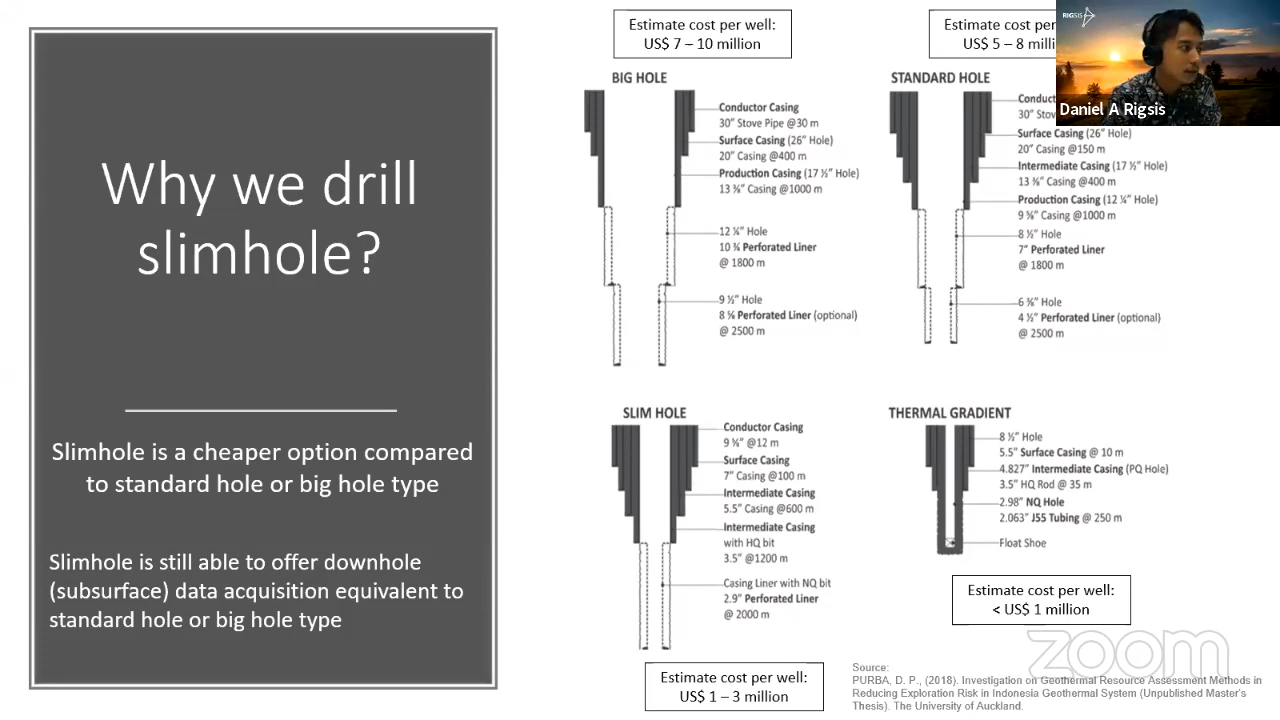 Why we drill
slimhole?
Slimhole is a cheaper option compared
to standard hole or big hole type
Slimhole is still able to offer downhole
(subsurface) data acquisition equivalent to
standard hole or big hole type
Estimate cost per well:
US$ 7 – 10 million
BIG HOLE
Conductor Casing
30" Stove Pipe @30 m
Surface Casing (26" Hole)
20" Casing @400 m
Production Casing (17 ½" Hole)
13 ⅜" Casing @1000 m
12 ¼" Hole
10 ¾ Perforated Liner
@ 1800 m
9 ½" Hole
8 ⅝ Perforated Liner (optional)
@ 2500 m
Estimate cost per
US$ 5 – 8 milli
STANDARD HOLE
Conduct
30" Stov
Surface Casing (26" Hole)
20" Casing @150 m
Intermediate Casing (17 ½" Hole)
13 ⅜" Casing @400 m
Production Casing (12 ¼" Hole)
9 ⅝" Casing @1000 m
8 ½" Hole
7" Perforated Liner
@ 1800 m
6 ⅛" Hole
4 ½" Perforated Liner (optional)
@ 2500 m
RIGSIS
Daniel A Rigsis
SLIM HOLE
Conductor Casing
9 ⅝" @12 m
Surface Casing
7" Casing @100 m
Intermediate Casing
5.5" Casing @600 m
Intermediate Casing
with HQ bit
3.5" @1200 m
Casing Liner with NQ bit
2.9" Perforated Liner
@ 2000 m
Estimate cost per well:
US$ 1 – 3 million
THERMAL GRADIENT
8 ½" Hole
5.5" Surface Casing @ 10 m
4.827" Intermediate Casing (PQ Hole)
3.5" HQ Rod @ 35 m
2.98" NQ Hole
2.063" J55 Tubing @ 250 m
Float Shoe
Estimate cost per well:
< US$ 1 million
zoom
Source:
PURBA, D. P., (2018). Investigation on Geothermal Resource Assessment Methods in
Reducing Exploration Risk in Indonesia Geothermal System (Unpublished Master's
Thesis). The University of Auckland.